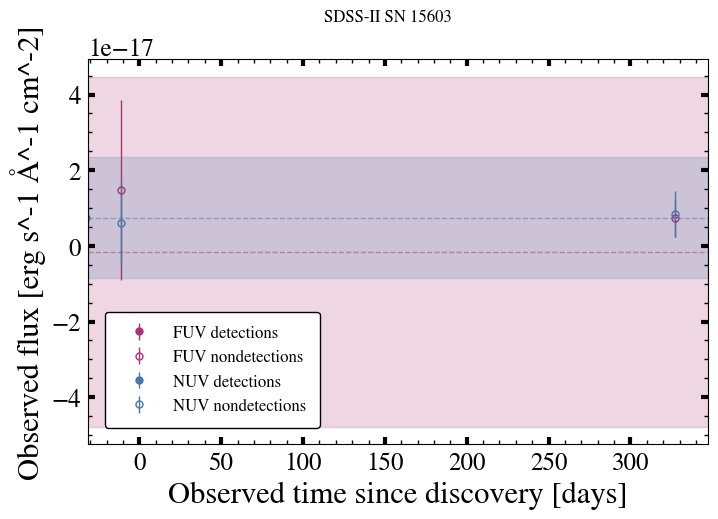 SDSS-II SN 15603
1e−17
Observed flux [erg s^-1 Å^-1 cm^-2]
4
2
0
−2
−4
FUV detections
FUV nondetections
NUV detections
NUV nondetections
0 50 100 150 200 250 300
Observed time since discovery [days]